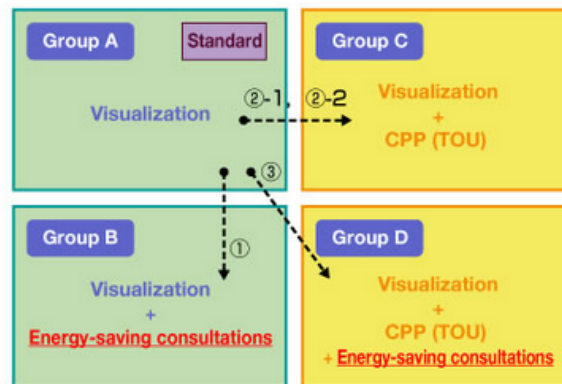 Group A
Standard
Visualization
②-1, ②-2
③
①
Group C
Visualization
+
CPP (TOU)
Group B
Visualization
+
Energy-saving consultations
Group D
Visualization
+
CPP (TOU)
+ Energy-saving consultations